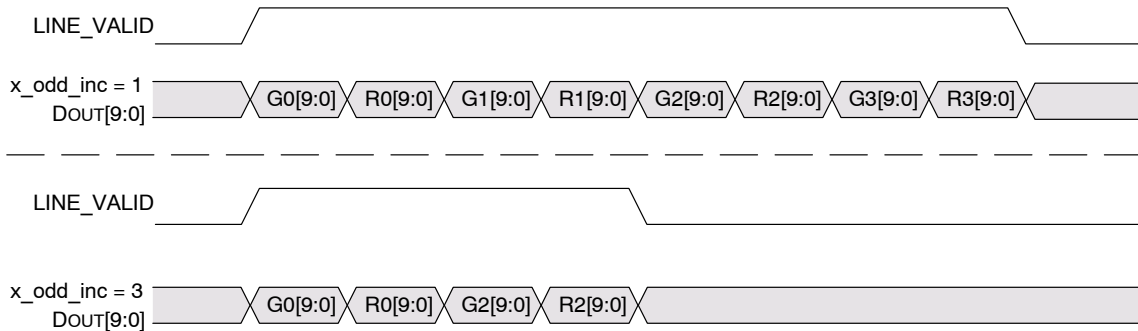 LINE_VALID
x_odd_inc = 1
DOUT[9:0]
G0[9:0] R0[9:0] G1[9:0] R1[9:0] G2[9:0] R2[9:0] G3[9:0] R3[9:0]
LINE_VALID
x_odd_inc = 3
DOUT[9:0]
G0[9:0] R0[9:0] G2[9:0] R2[9:0]